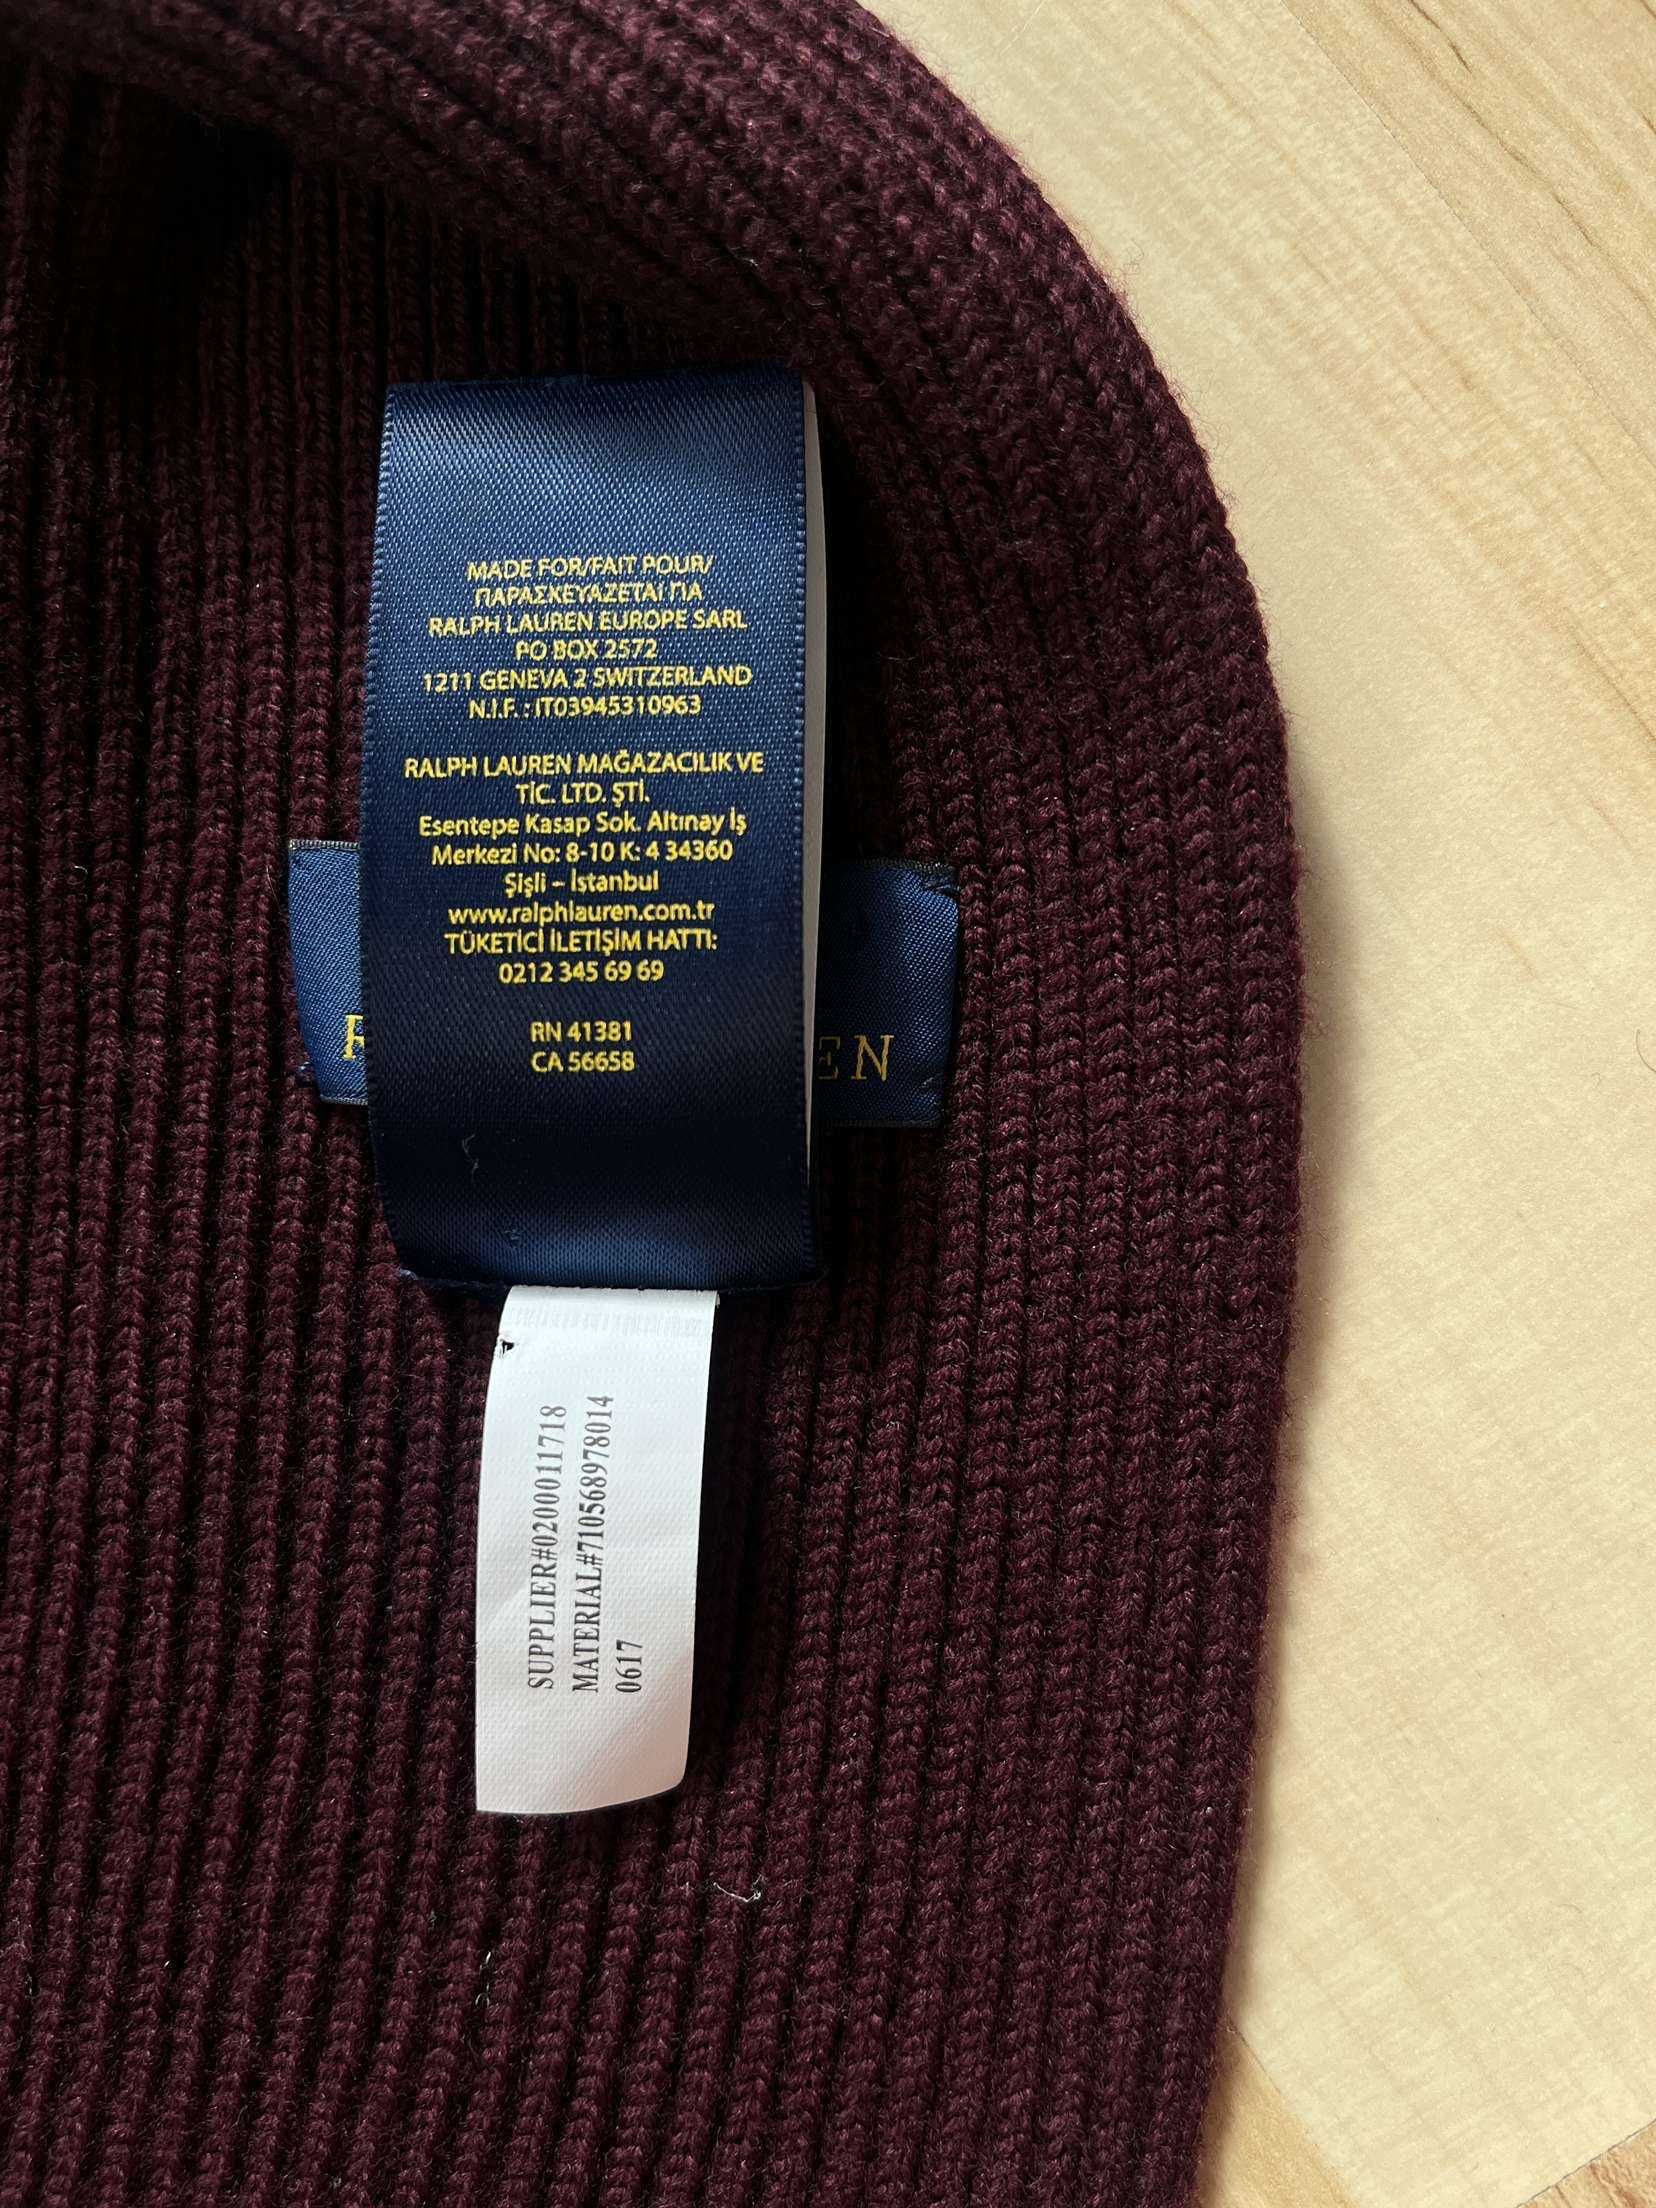 MADE FOR/FAIT POUR/
ΠΑΡΑΣΚΕΥΑΖΕΤΑΙ ΓΙΑ
RALPH LAUREN EUROPE SARL
PO BOX 2572
1211 GENEVA 2 SWITZERLAND
N.I.F. : IT03945310963
RALPH LAUREN MAĞAZACILIK VE
TİC. LTD. ŞTİ.
Esentepe Kasap Sok. Altınay İş
Merkezi No: 8-10 K: 4 34360
Şişli – İstanbul
www.ralphlauren.com.tr
TÜKETİCİ İLETİŞİM HATTI:
0212 345 69 69
RN 41381
CA 56658
EN
SUPPLIER#0200011718
MATERIAL#710568978014
0617